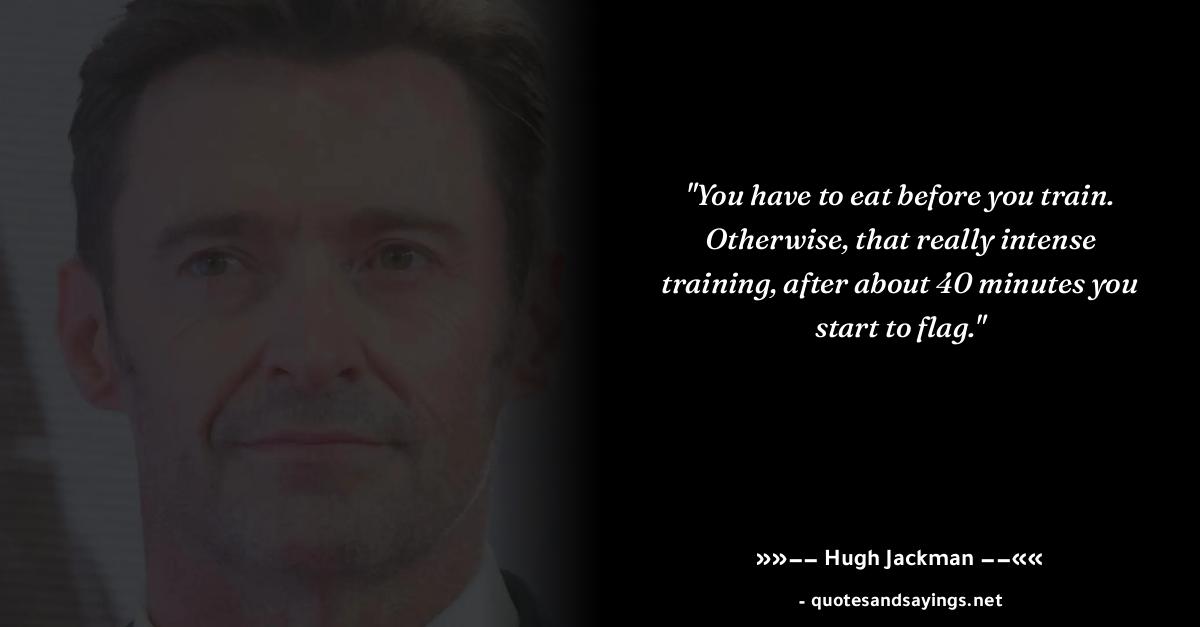 "You have to eat before you train.
Otherwise, that really intense
training, after about 40 minutes you
start to flag."
»»–– Hugh Jackman ––««
- quotesandsayings.net